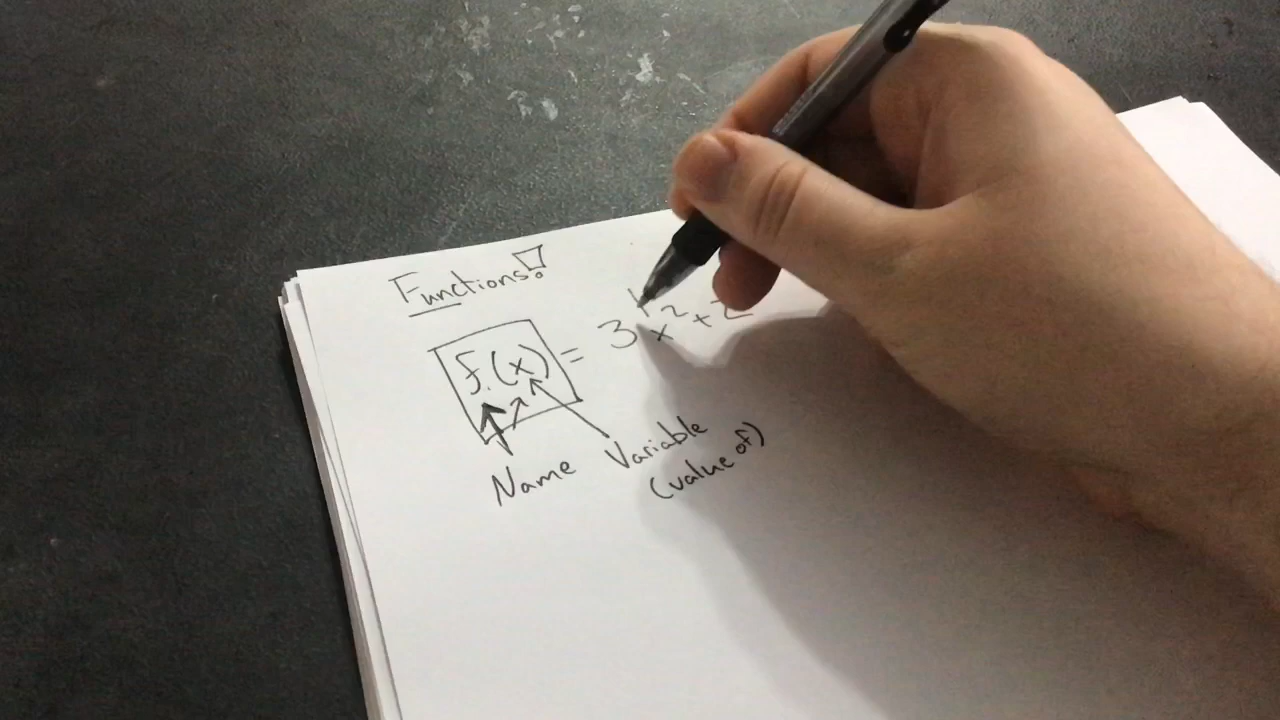 Functions!
f(x) = 3x²+2
Name Variable
(value of)